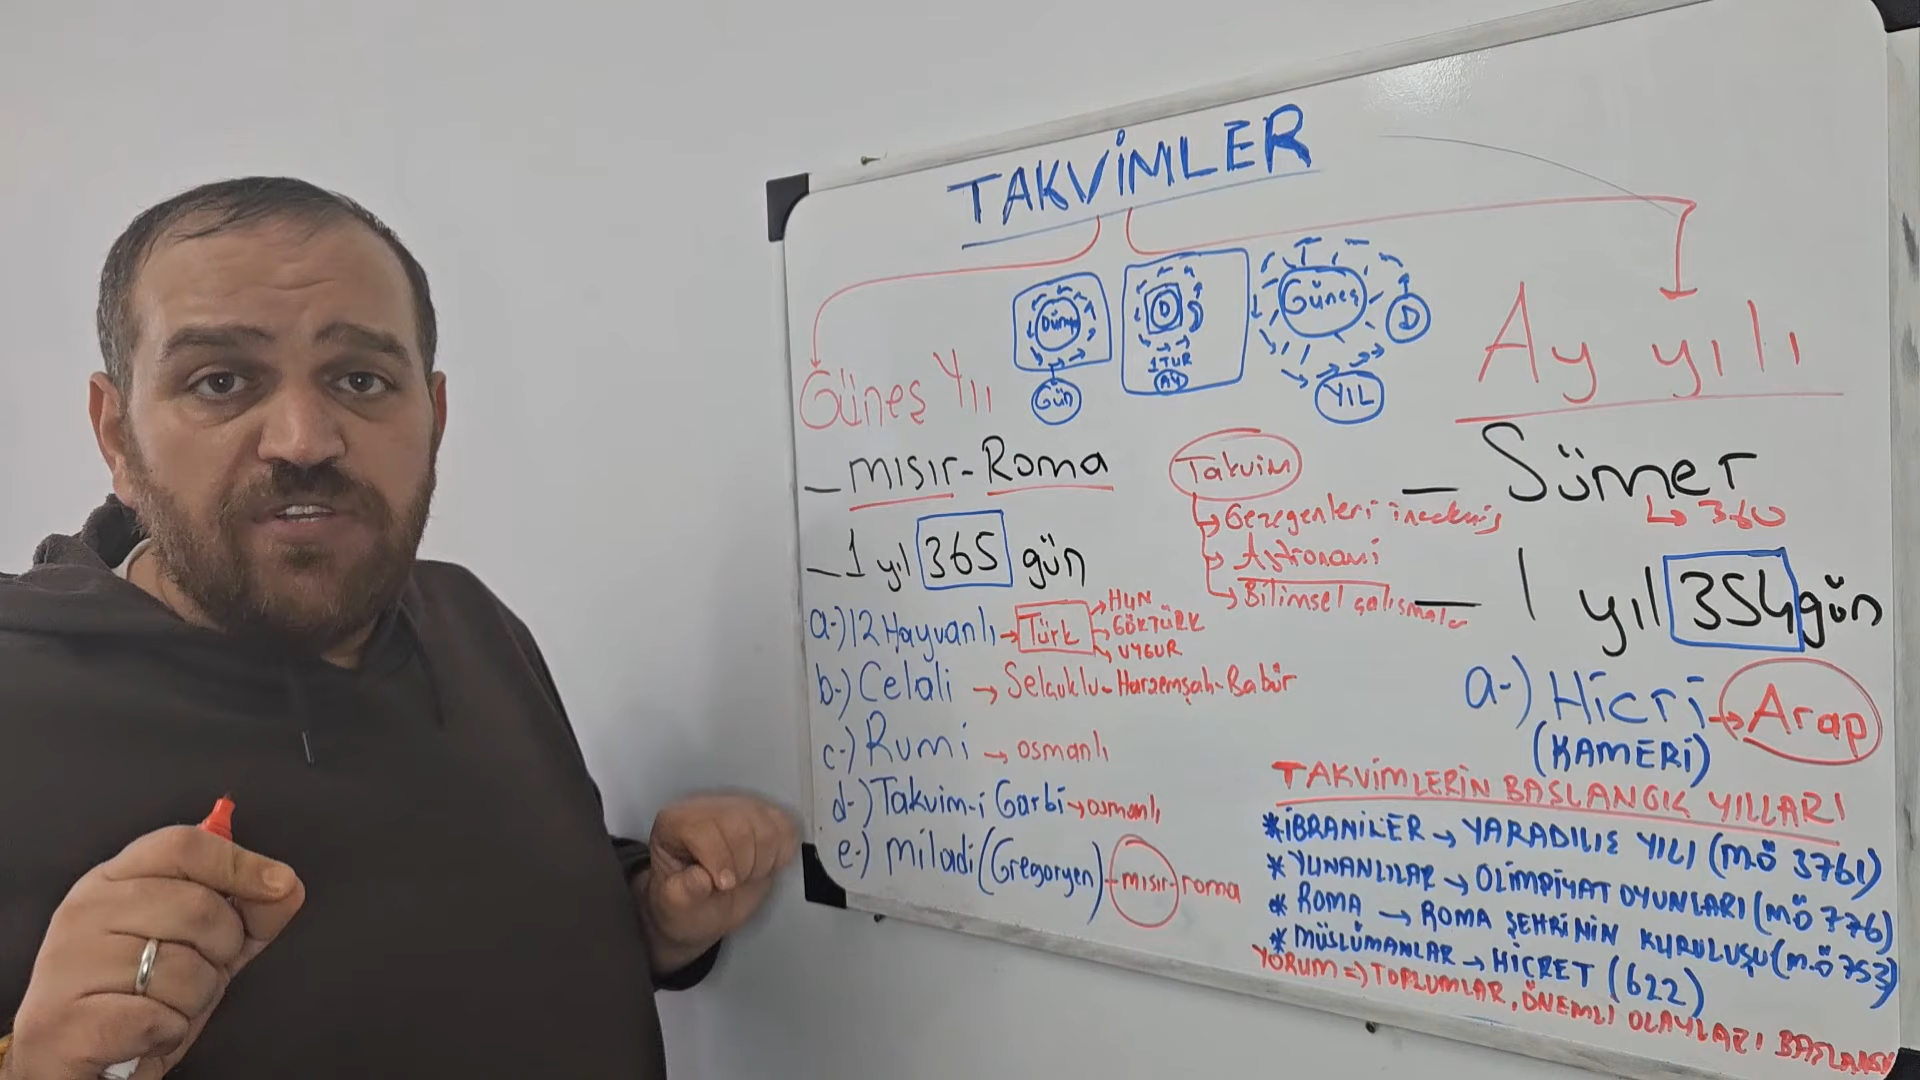 TAKVİMLER
Dünya
Gün
D
1 TUR
AY
Güneş
D
YIL
Güneş Yılı
_ mısır-Roma
_ 1 yıl 365 gün
a-) 12 Hayvanlı → Türk → HUN
→ GÖKTÜRK
→ UYGUR
b-) Celali → Selçuklu-Harzemşah-Babür
c-) Rumi → osmanlı
d-) Takvim-i Garbi → osmanlı
e-) miladi (Gregoryen) - mısır-roma
Takvim
→ Gezegenleri
→ Astronomi
→ Bilimsel çalışmalar
Ay yılı
_ Sümer
↳ 360
_ 1 yıl 354 gün
a-) Hicri → Arap
(KAMERİ)
TAKVİMLERİN BAŞLANGIÇ YILLARI
* İBRANİLER → YARADILIŞ YILI (M.Ö 3761)
* YUNANLILAR → OLİMPİYAT OYUNLARI (MÖ 776)
* ROMA → ROMA ŞEHRİNİN KURULUŞU (M.Ö 753)
* MÜSLÜMANLAR → HİCRET (622)
YORUM => TOPLUMLAR, ÖNEMLİ OLAYLARI